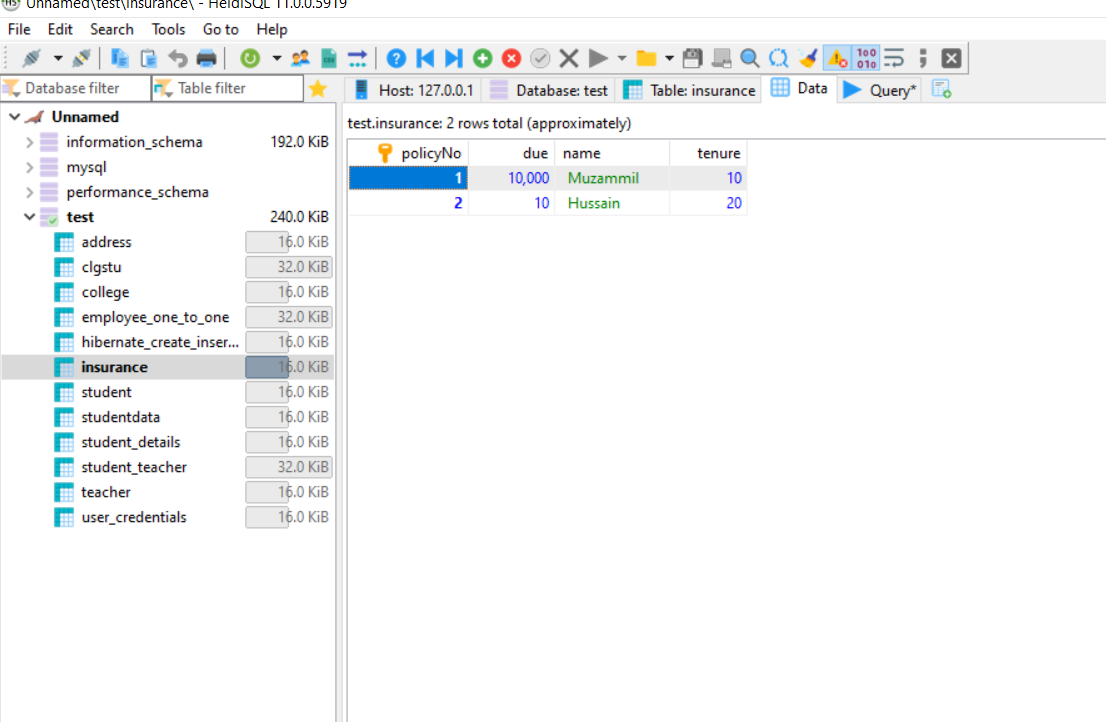 Unnamed\test\insurance\ - HeidiSQL 11.0.0.5919
File Edit Search Tools Go to Help
Database filter Table filter Host: 127.0.0.1 Database: test Table: insurance Data Query*
Unnamed
information_schema 192.0 KiB
mysql
performance_schema
test 240.0 KiB
address 16.0 KiB
clgstu 32.0 KiB
college 16.0 KiB
employee_one_to_one 32.0 KiB
hibernate_create_inser... 16.0 KiB
insurance 16.0 KiB
student 16.0 KiB
studentdata 16.0 KiB
student_details 16.0 KiB
student_teacher 32.0 KiB
teacher 16.0 KiB
user_credentials 16.0 KiB
test.insurance: 2 rows total (approximately)
policyNo due name tenure
1 10,000 Muzammil 10
2 10 Hussain 20